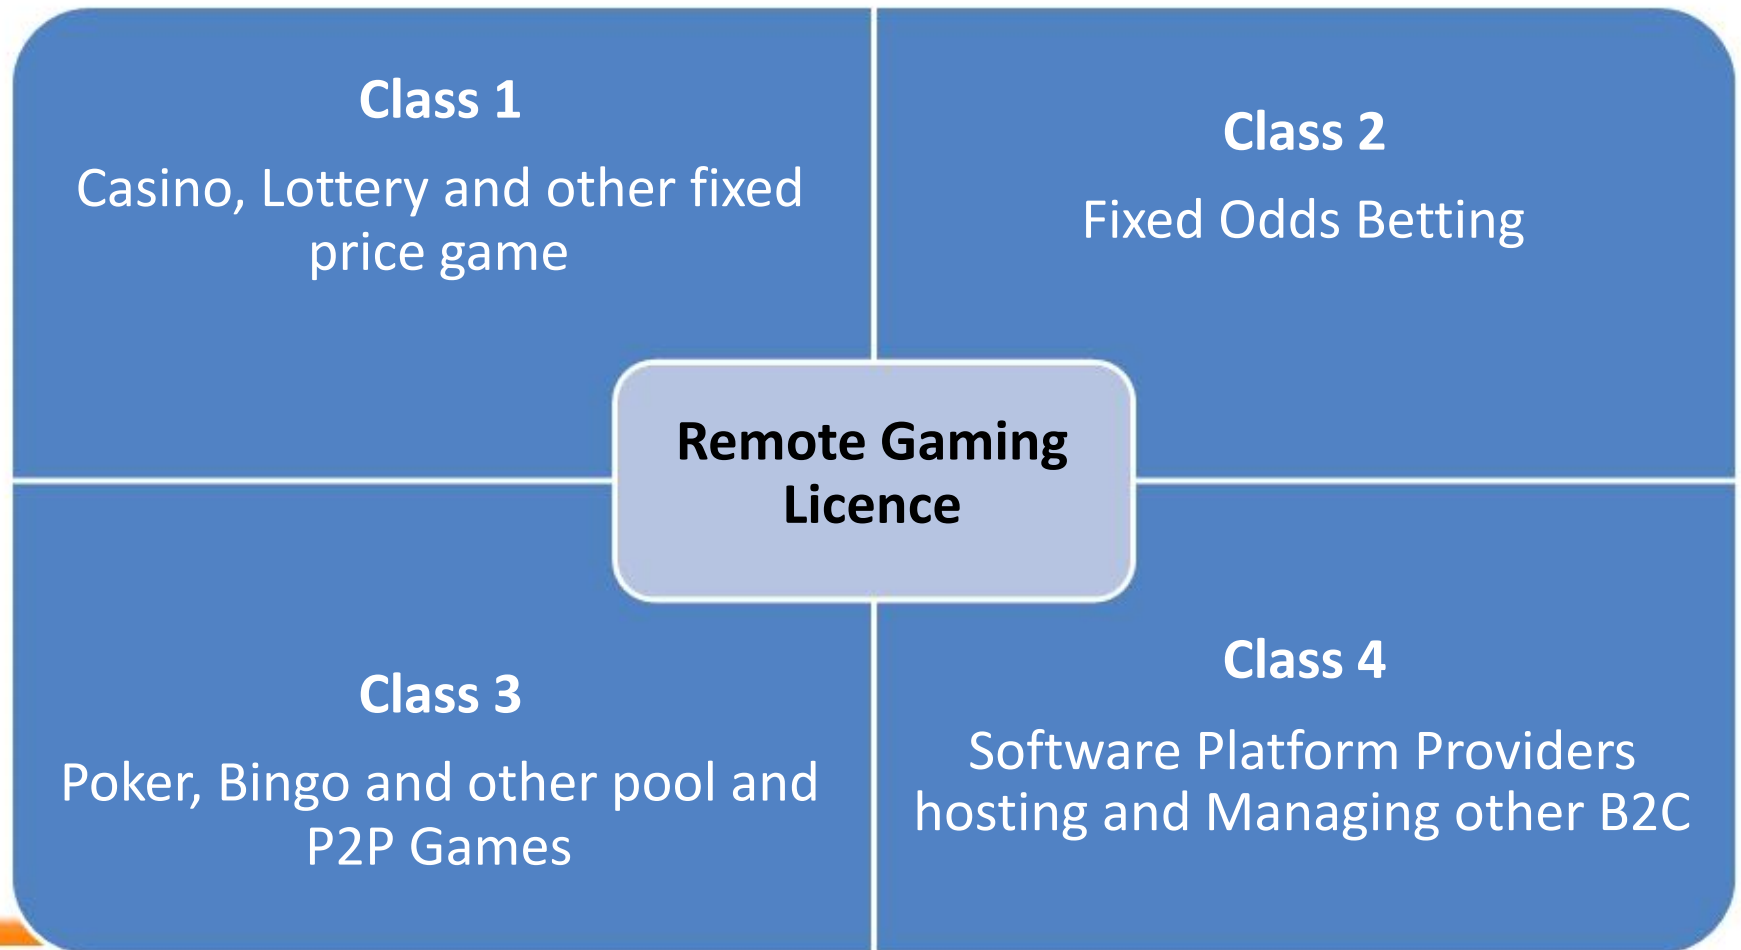 Class 1
Casino, Lottery and other fixed
price game
Class 2
Fixed Odds Betting
Remote Gaming
Licence
Class 3
Poker, Bingo and other pool and
P2P Games
Class 4
Software Platform Providers
hosting and Managing other B2C